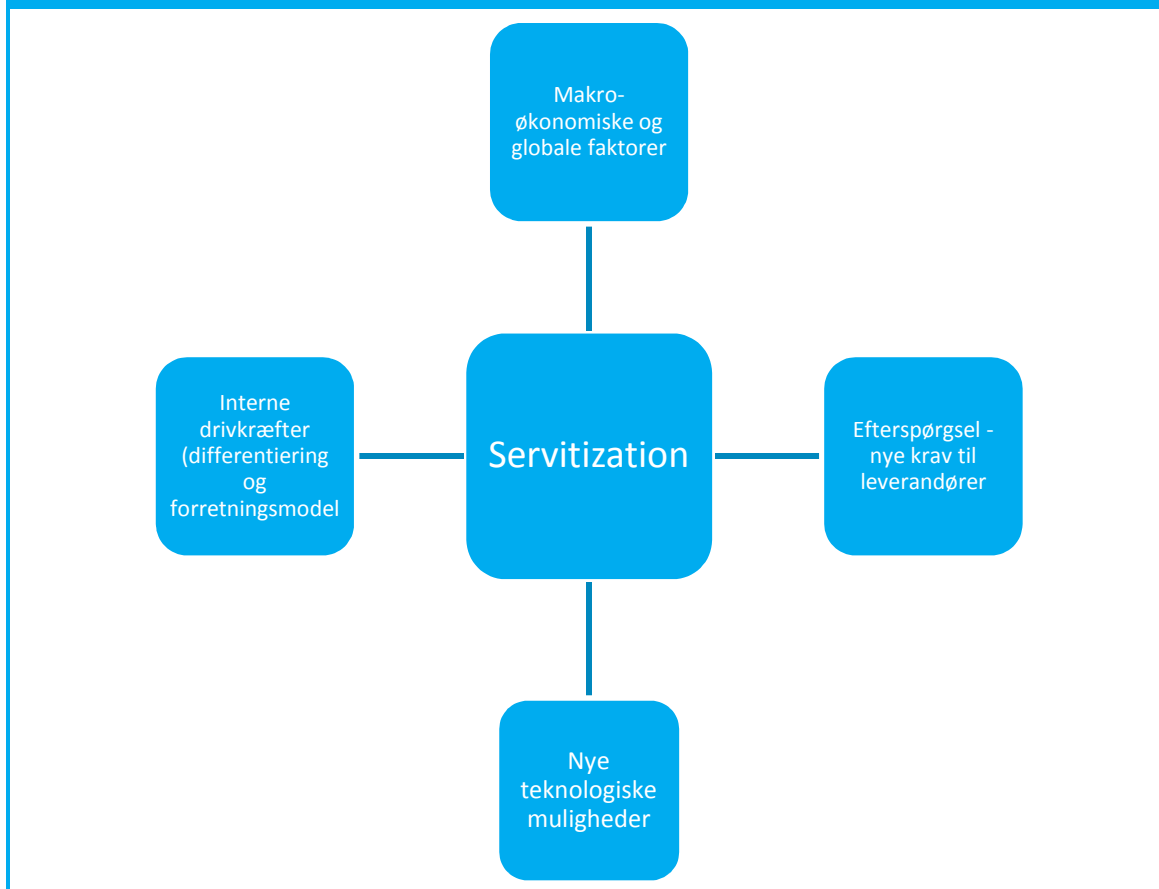 Makro-
økonomiske og
globale faktorer
Interne
drivkræfter
(differentiering
og
forretningsmodel
Servitization
Efterspørgsel -
nye krav til
leverandører
Nye
teknologiske
muligheder